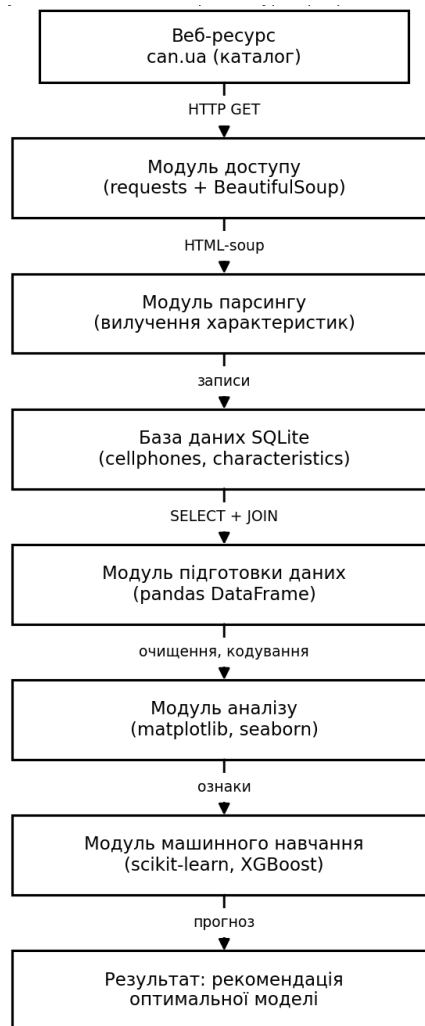 Веб-ресурс
can.ua (каталог)
HTTP GET
Модуль доступу
(requests + BeautifulSoup)
HTML-soup
Модуль парсингу
(вилучення характеристик)
записи
База даних SQLite
(cellphones, characteristics)
SELECT + JOIN
Модуль підготовки даних
(pandas DataFrame)
очищення, кодування
Модуль аналізу
(matplotlib, seaborn)
ознаки
Модуль машинного навчання
(scikit-learn, XGBoost)
прогноз
Результат: рекомендація
оптимальної моделі